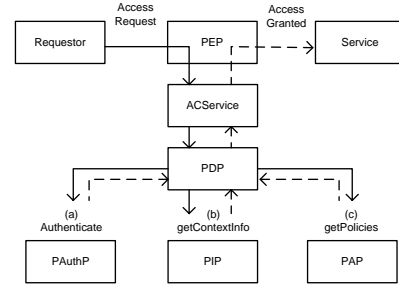 Access
Request
Access
Granted
Requestor
PEP
Service
ACService
PDP
(a)
Authenticate
(b)
getContextInfo
(c)
getPolicies
PAuthP
PIP
PAP